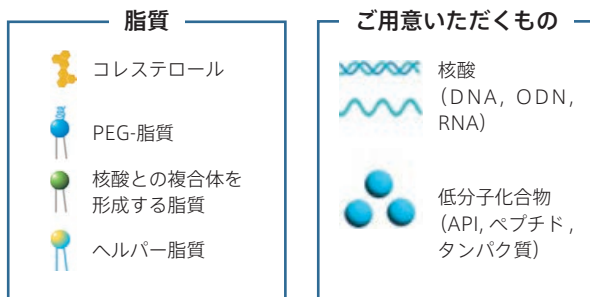 脂質
コレステロール
PEG-脂質
核酸との複合体を
形成する脂質
ヘルパー脂質
ご用意いただくもの
核酸
(DNA, ODN,
RNA)
低分子化合物
(API, ペプチド,
タンパク質)